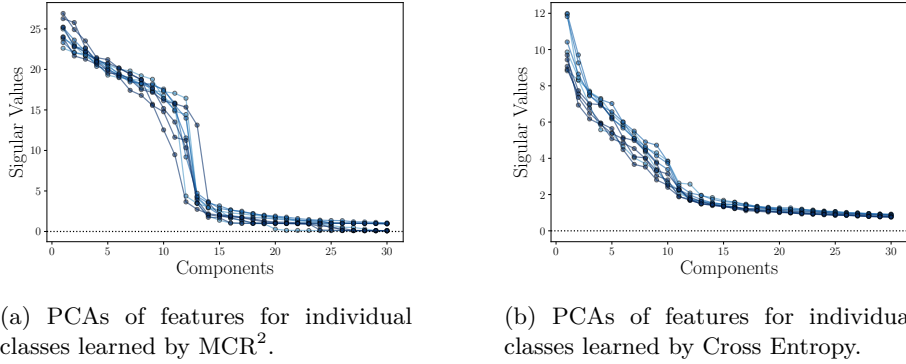 25
20
15
10
5
0
Sigular Values
0 5 10 15 20 25 30
Components
(a) PCAs of features for individual
classes learned by MCR².
12
10
8
6
4
2
0
Sigular Values
0 5 10 15 20 25 30
Components
(b) PCAs of features for individua
classes learned by Cross Entropy.